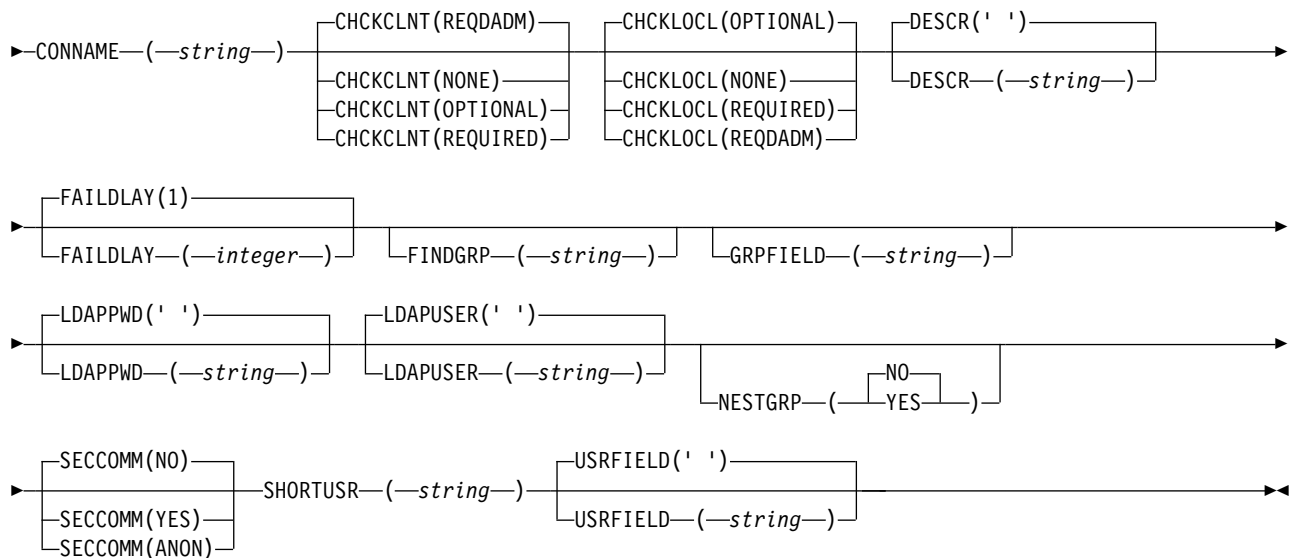 CHCKCLNT(REQDADM) CHCKLOCL(OPTIONAL) DESCR(' ')
CONNAME ( string )
CHCKCLNT(NONE) CHCKLOCL(NONE) DESCR ( string )
CHCKCLNT(OPTIONAL) CHCKLOCL(REQUIRED)
CHCKCLNT(REQUIRED) CHCKLOCL(REQDADM)
FAILDLAY(1)
FAILDLAY ( integer ) FINDGRP ( string ) GRPFIELD ( string )
LDAPPWD(' ') LDAPUSER(' ')
LDAPPWD ( string ) LDAPUSER ( string )
NO
NESTGRP ( YES )
SECCOMM(NO) USRFIELD(' ')
SHORTUSR ( string )
SECCOMM(YES) USRFIELD ( string )
SECCOMM(ANON)